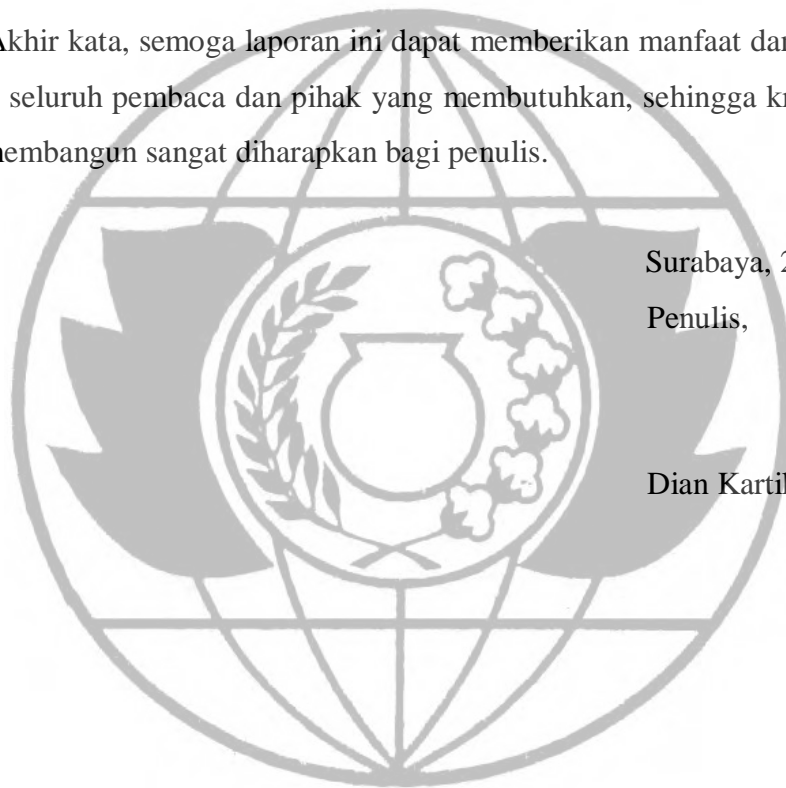 Akhir kata, semoga laporan ini dapat memberikan manfaat dan
seluruh pembaca dan pihak yang membutuhkan, sehingga
membangun sangat diharapkan bagi penulis.
Surabaya, 2
Penulis,
Dian